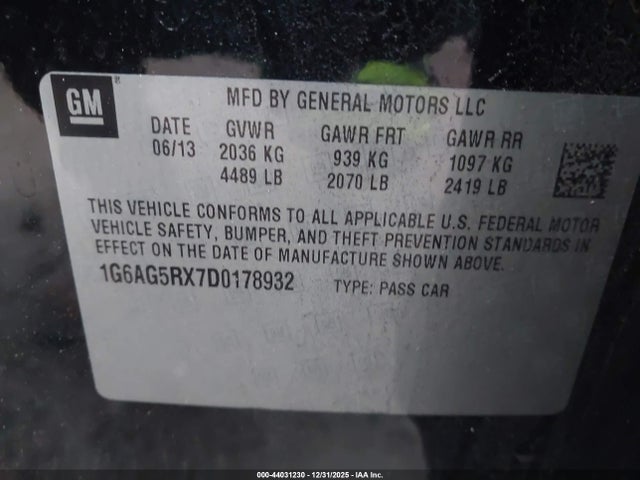 GM
MFD BY GENERAL MOTORS LLC
DATE GVWR GAWR FRT GAWR RR
06/13 2036 KG 939 KG 1097 KG
4489 LB 2070 LB 2419 LB
THIS VEHICLE CONFORMS TO ALL APPLICABLE U.S. FEDERAL MOTOR
VEHICLE SAFETY, BUMPER, AND THEFT PREVENTION STANDARDS IN
EFFECT ON THE DATE OF MANUFACTURE SHOWN ABOVE.
1G6AG5RX7D0178932 TYPE: PASS CAR
000-44031230 - 12/31/2025 - IAA Inc.